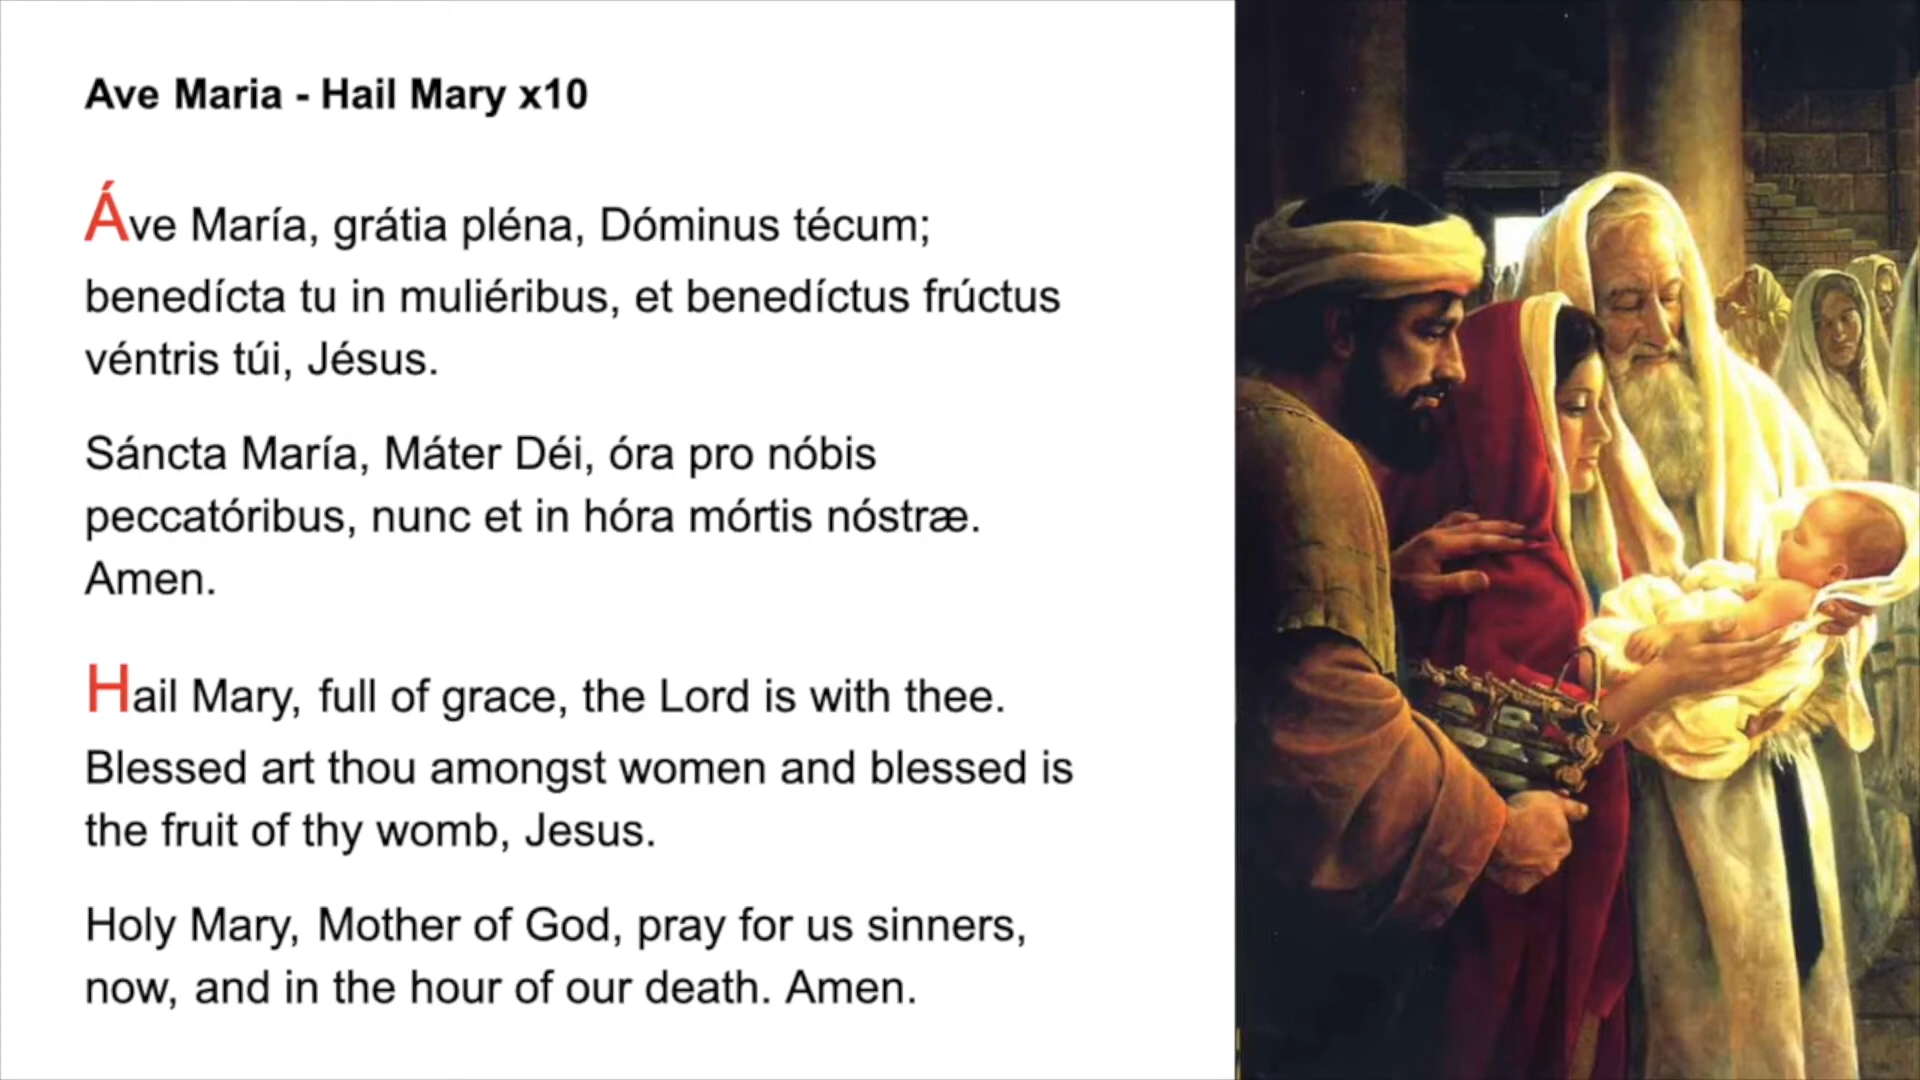 Ave Maria - Hail Mary x10
Áve María, grátia pléna, Dóminus técum;
benedícta tu in muliéribus, et benedíctus frúctus
véntris túi, Jésus.
Sáncta María, Máter Déi, óra pro nóbis
peccatóribus, nunc et in hóra mórtis nóstræ.
Amen.
Hail Mary, full of grace, the Lord is with thee.
Blessed art thou amongst women and blessed is
the fruit of thy womb, Jesus.
Holy Mary, Mother of God, pray for us sinners,
now, and in the hour of our death. Amen.